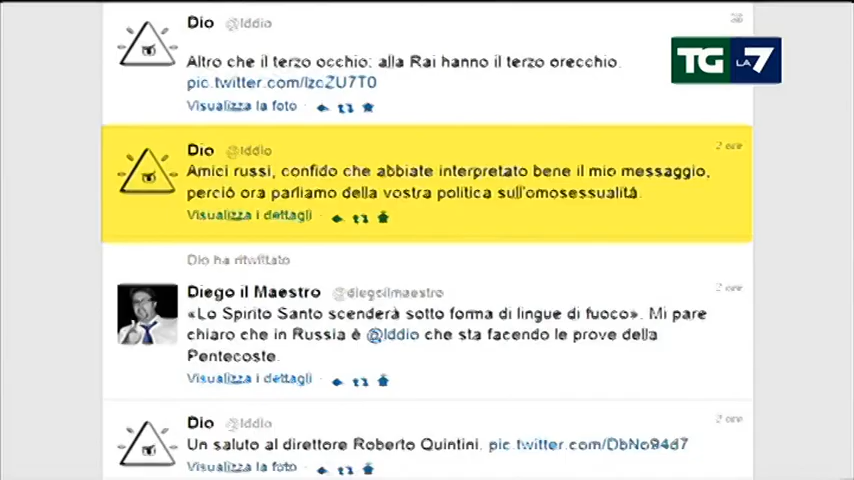 Dio @Iddio
Altro che il terzo occhio: alla Rai hanno il terzo orecchio.
pic.twitter.com/IzcZU7T0
Visualizza la foto
TG LA 7
Dio @Iddio 2 ore
Amici russi, confido che abbiate interpretato bene il mio messaggio,
perciò ora parliamo della vostra politica sull'omosessualità.
Visualizza i dettagli
Dio ha ritwittato
Diego il Maestro @diegoilmaestro 2 ore
«Lo Spirito Santo scenderà sotto forma di lingue di fuoco». Mi pare
chiaro che in Russia è @Iddio che sta facendo le prove della
Pentecoste.
Visualizza i dettagli
Dio @Iddio 2 ore
Un saluto al direttore Roberto Quintini. pic.twitter.com/DbNo94d7
Visualizza la foto